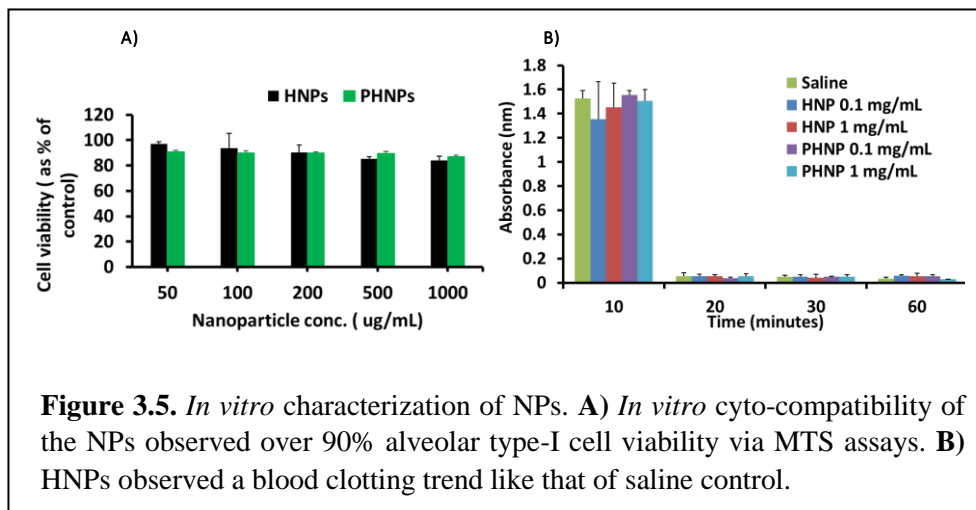 A)
B)
HNPs
PHNPs
Cell viability ( as % of
control)
120
100
80
60
40
20
0
50 100 200 500 1000
Nanoparticle conc. ( ug/mL)
Saline
HNP 0.1 mg/mL
HNP 1 mg/mL
PHNP 0.1 mg/mL
PHNP 1 mg/mL
Absorbance (nm)
1.8
1.6
1.4
1.2
1
0.8
0.6
0.4
0.2
0
10 20 30 60
Time (minutes)
Figure 3.5. In vitro characterization of NPs. A) In vitro cyto-compatibility of
the NPs observed over 90% alveolar type-I cell viability via MTS assays. B)
HNPs observed a blood clotting trend like that of saline control.